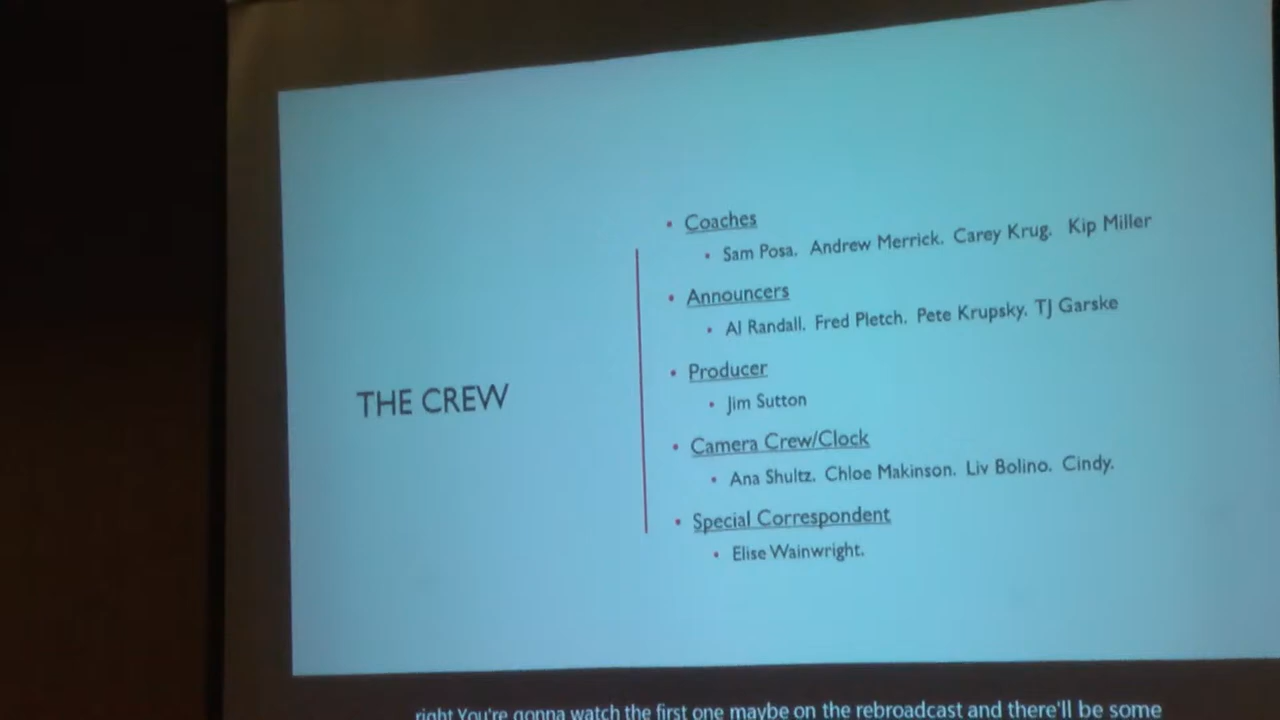 THE CREW
Coaches
Sam Posa. Andrew Merrick. Carey Krug. Kip Miller
Announcers
Al Randall. Fred Pletch. Pete Krupsky. TJ Garske
Producer
Jim Sutton
Camera Crew/Clock
Ana Shultz. Chloe Makinson. Liv Bolino. Cindy.
Special Correspondent
Elise Wainwright.
right You're gonna watch the first one maybe on the rebroadcast and there'll be some